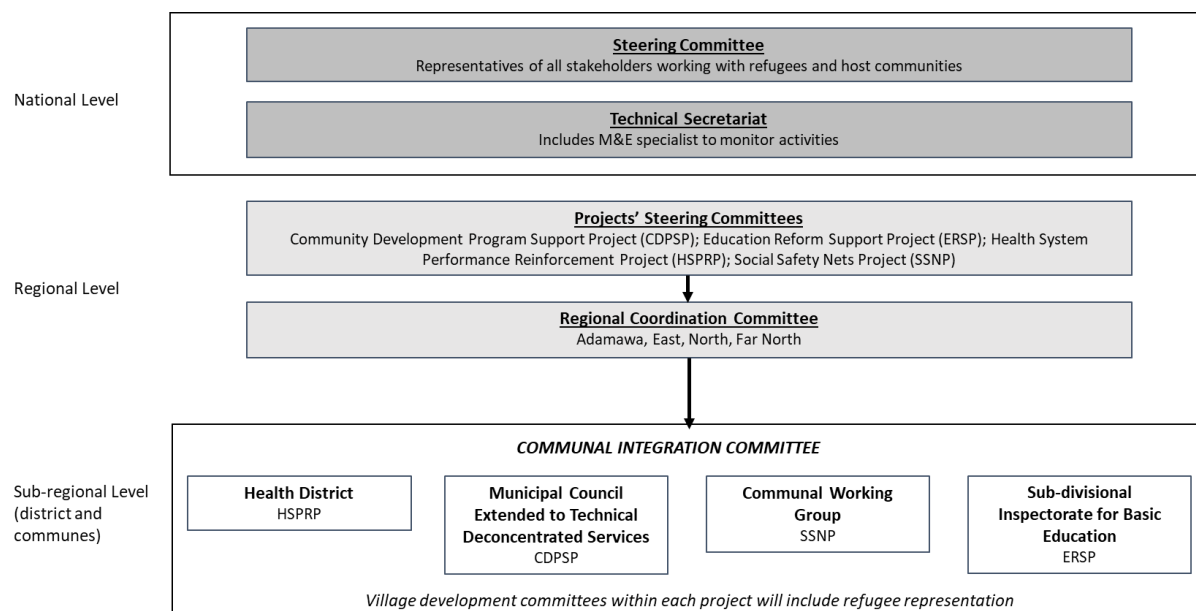 National Level
Steering Committee
Representatives of all stakeholders working with refugees and host communities
Technical Secretariat
Includes M&E specialist to monitor activities
Regional Level
Projects' Steering Committees
Community Development Program Support Project (CDPSP); Education Reform Support Project (ERSP); Health System
Performance Reinforcement Project (HSPRP); Social Safety Nets Project (SSNP)
Regional Coordination Committee
Adamawa, East, North, Far North
Sub-regional Level
(district and
communes)
COMMUNAL INTEGRATION COMMITTEE
Health District
HSPRP
Municipal Council
Extended to Technical
Deconcentrated Services
CDPSP
Communal Working
Group
SSNP
Sub-divisional
Inspectorate for Basic
Education
ERSP
Village development committees within each project will include refugee representation